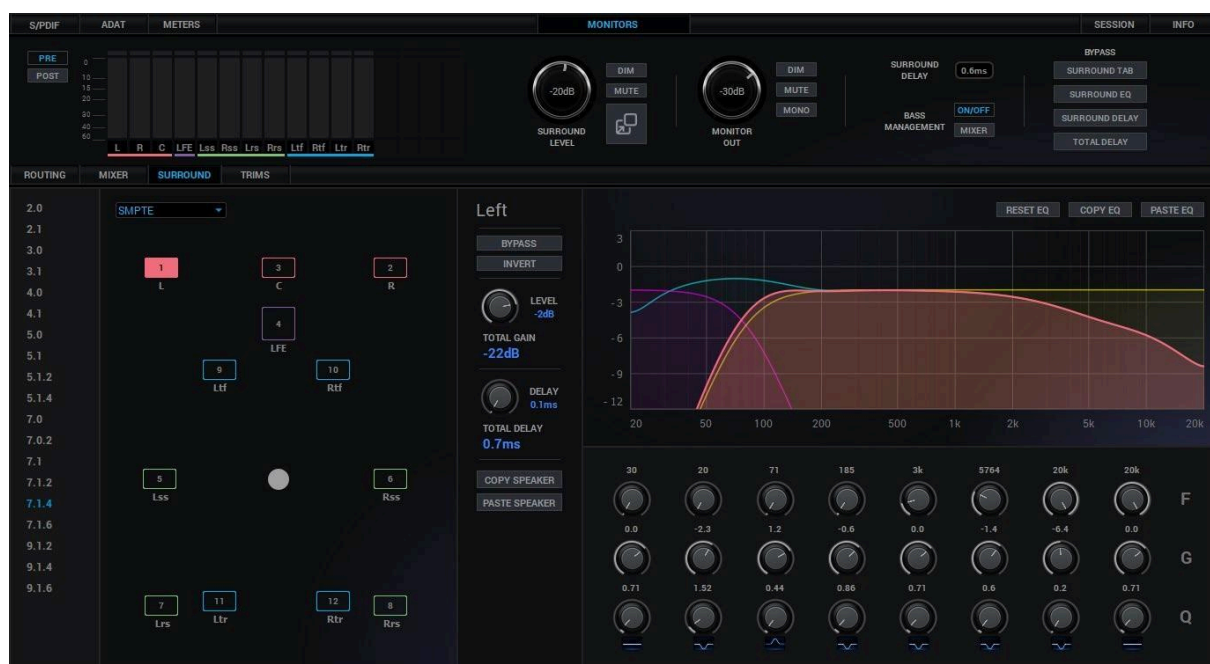 S/PDIF ADAT METERS MONITORS SESSION INFO
PRE
POST
0
10
15
20
30
40
60
L R C LFE Lss Rss Lrs Rrs Ltf Rtf Ltr Rtr
-20dB
SURROUND
LEVEL
DIM
MUTE
-30dB
MONITOR
OUT
DIM
MUTE
MONO
SURROUND
DELAY
0.6ms
BASS
MANAGEMENT
ON/OFF
MIXER
BYPASS
SURROUND TAB
SURROUND EQ
SURROUND DELAY
TOTAL DELAY
ROUTING MIXER SURROUND TRIMS
2.0
2.1
3.0
3.1
4.0
4.1
5.0
5.1
5.1.2
5.1.4
7.0
7.0.2
7.1
7.1.2
7.1.4
7.1.6
9.1.2
9.1.4
9.1.6
SMPTE
1
L
3
C
2
R
4
LFE
9
Ltf
10
Rtf
5
Lss
6
Rss
7
Lrs
11
Ltr
12
Rtr
8
Rrs
Left
BYPASS
INVERT
LEVEL
-2dB
TOTAL GAIN
-22dB
DELAY
0.1ms
TOTAL DELAY
0.7ms
COPY SPEAKER
PASTE SPEAKER
RESET EQ COPY EQ PASTE EQ
3
0
-3
-6
-9
-12
20 50 100 200 500 1k 2k 5k 10k 20k
30 20 71 185 3k 5764 20k 20k
F
0.0 -2.3 1.2 -0.6 0.0 -1.4 -6.4 0.0
G
0.71 1.52 0.44 0.86 0.71 0.6 0.2 0.71
Q